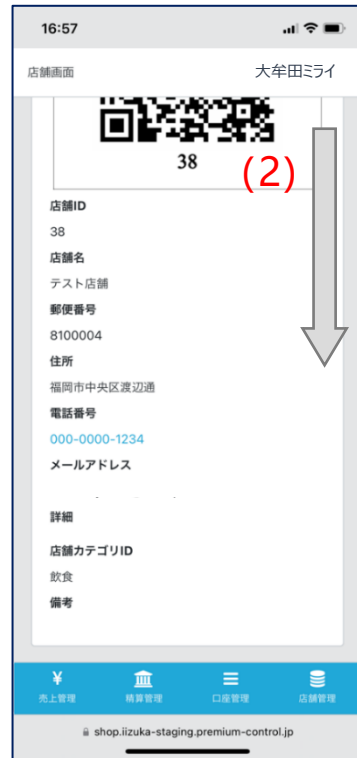 16:57
店舗画面
大牟田ミライ
38
(2)
店舗ID
38
店舗名
テスト店舗
郵便番号
8100004
住所
福岡市中央区渡辺通
電話番号
000-0000-1234
メールアドレス
詳細
店舗カテゴリID
飲食
備考
¥
売上管理
精算管理
口座管理
店舗管理
shop.iizuka-staging.premium-control.jp